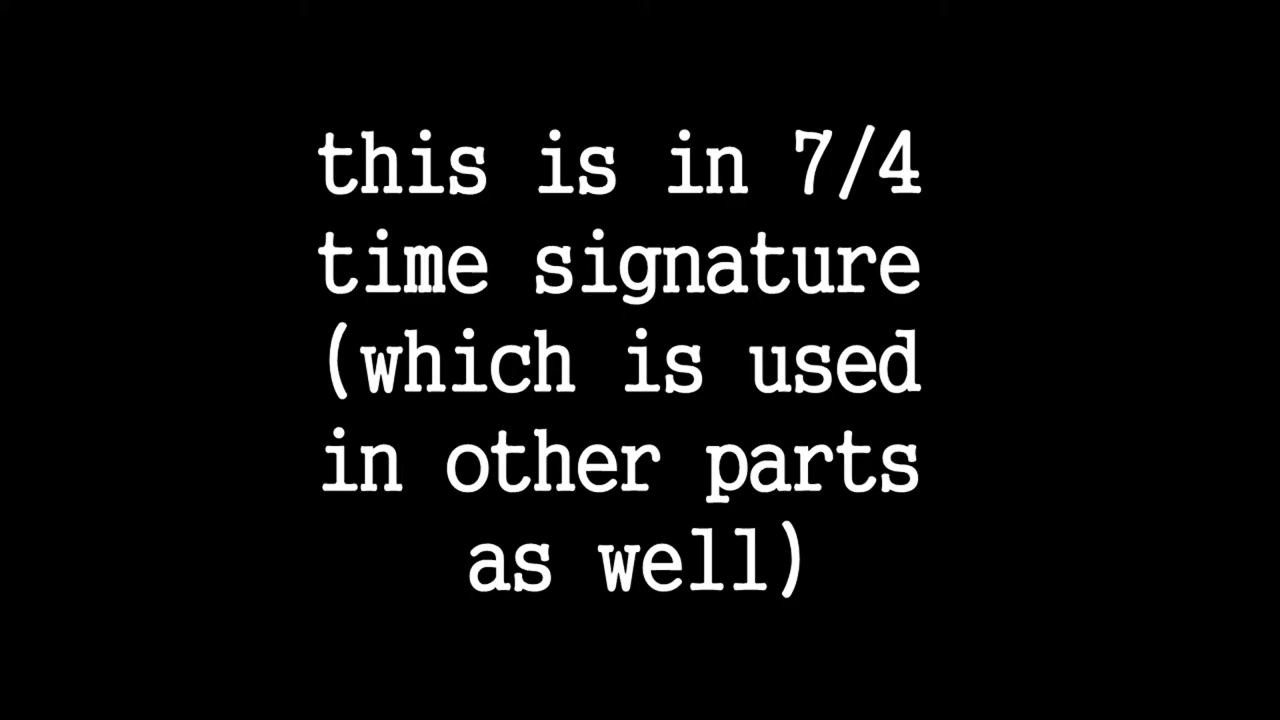 this is in 7/4
time signature
(which is used
in other parts
as well)